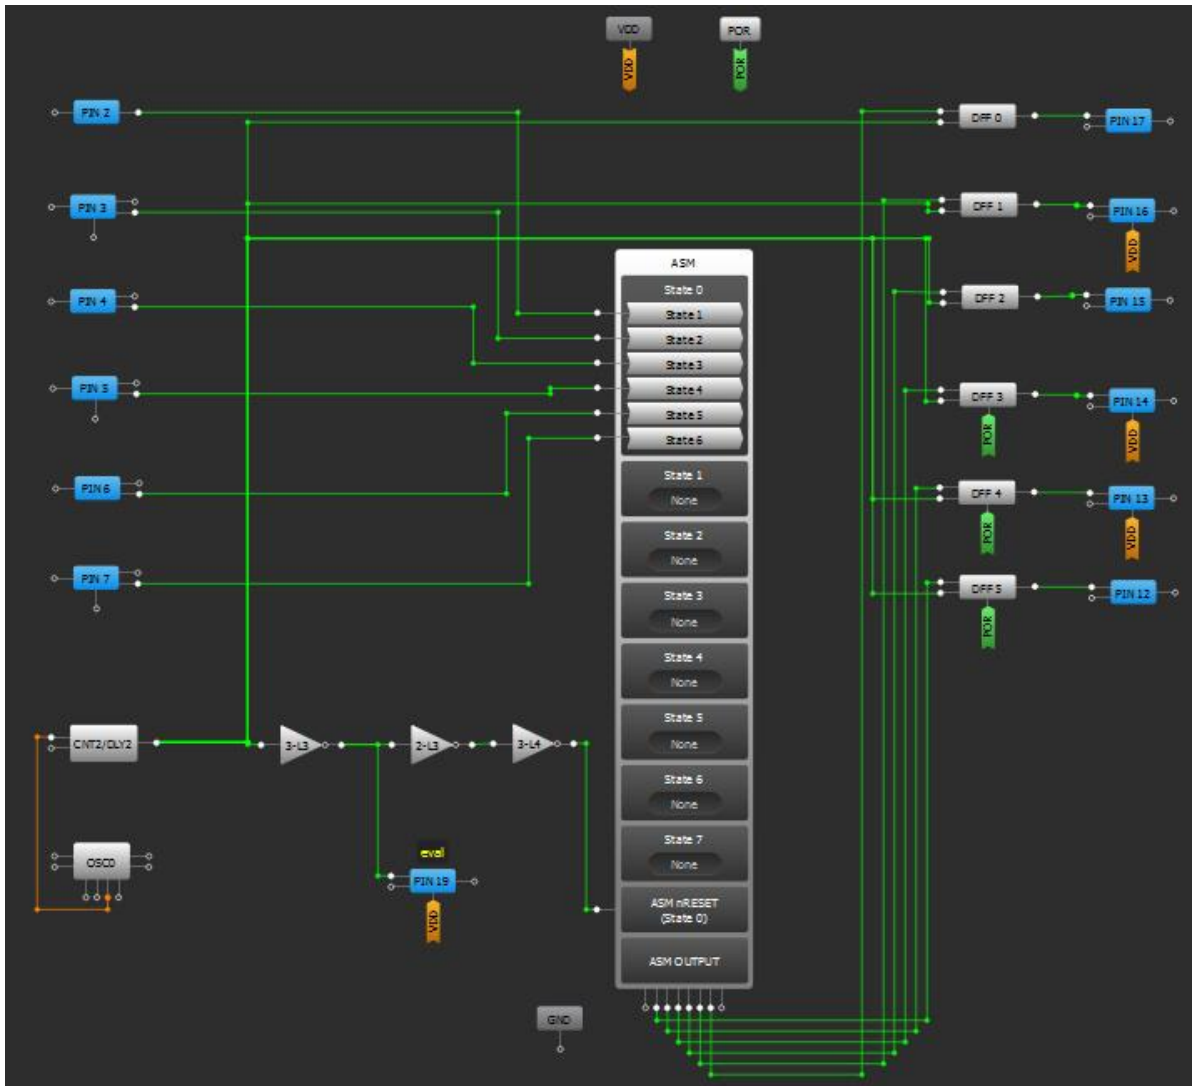 VDD
POR
VDD
POR
PIN 2
DFF 0
PIN 17
PIN 3
DFF 1
PIN 16
VDD
ASM
State 0
PIN 4
State 1
DFF 2
PIN 15
State 2
State 3
PIN 5
State 4
DFF 3
PIN 14
State 5
POR
VDD
State 6
PIN 6
State 1
None
DFF 4
PIN 13
POR
VDD
State 2
None
PIN 7
State 3
None
DFF 5
PIN 12
POR
State 4
None
CNT2/DLY2
3-L3
2-L3
3-L4
State 5
None
State 6
None
OSC0
eval
State 7
None
PIN 19
VDD
ASM nRESET
(State 0)
ASM OUTPUT
GND